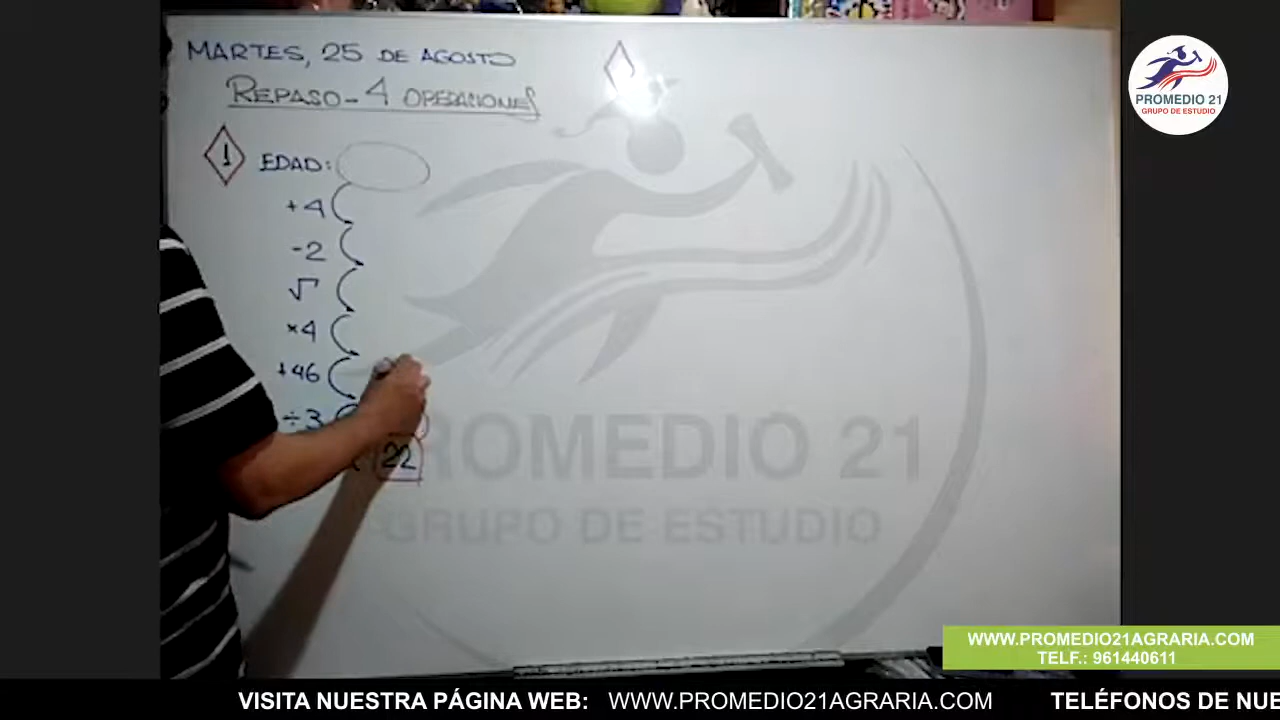 MARTES, 25 DE AGOSTO
REPASO - 4 OPERACIONES
1 EDAD:
+4
-2
√
×4
+46
÷3
22
PROMEDIO 21
GRUPO DE ESTUDIO
PROMEDIO 21
GRUPO DE ESTUDIO
WWW.PROMEDIO21AGRARIA.COM
TELF.: 961440611
VISITA NUESTRA PÁGINA WEB: WWW.PROMEDIO21AGRARIA.COM TELÉFONOS DE NUE